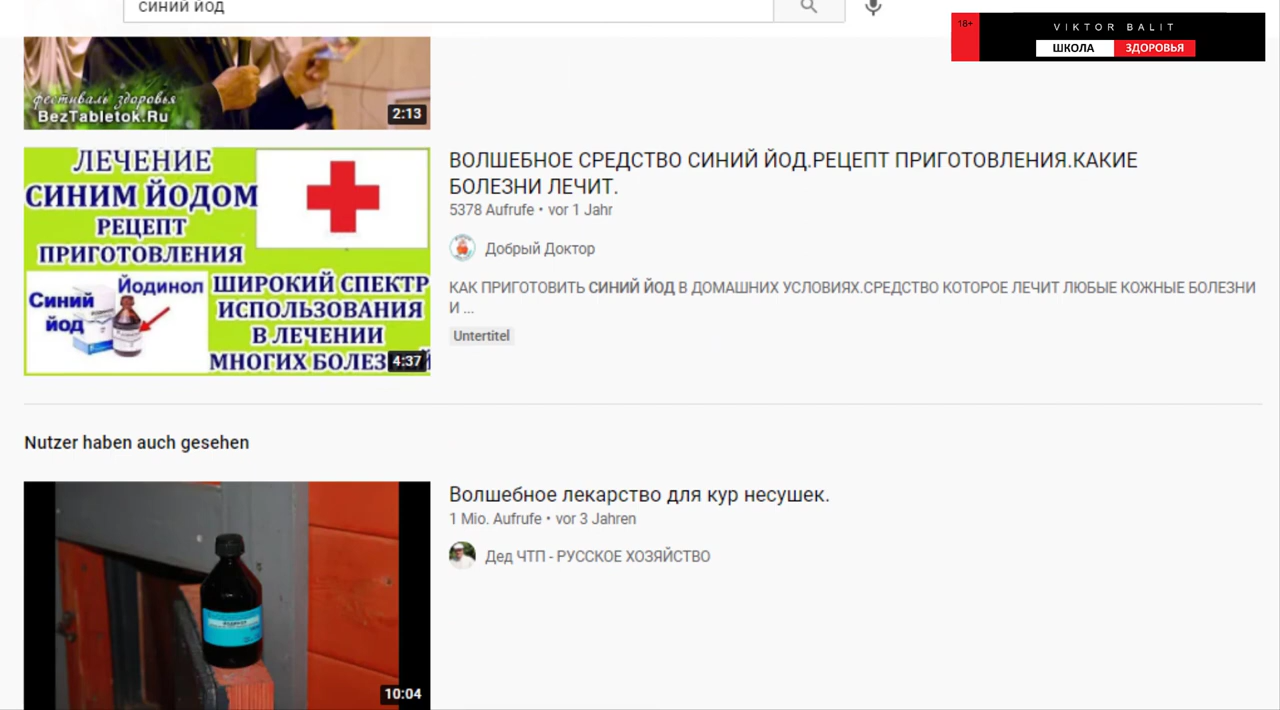 синий йод
18+
VIKTOR BALIT
ШКОЛА ЗДОРОВЬЯ
фестиваль здоровья
BezTabletok.Ru
2:13
ЛЕЧЕНИЕ
СИНИМ ЙОДОМ
РЕЦЕПТ
ПРИГОТОВЛЕНИЯ
Синий
йод
Йодинол
ШИРОКИЙ СПЕКТР
ИСПОЛЬЗОВАНИЯ
В ЛЕЧЕНИИ
МНОГИХ
4:37
ВОЛШЕБНОЕ СРЕДСТВО СИНИЙ ЙОД.РЕЦЕПТ ПРИГОТОВЛЕНИЯ.КАКИЕ
БОЛЕЗНИ ЛЕЧИТ.
5378 Aufrufe • vor 1 Jahr
Добрый Доктор
КАК ПРИГОТОВИТЬ СИНИЙ ЙОД В ДОМАШНИХ УСЛОВИЯХ.СРЕДСТВО КОТОРОЕ ЛЕЧИТ ЛЮБЫЕ КОЖНЫЕ БОЛЕЗНИ
И ...
Untertitel
Nutzer haben auch gesehen
10:04
Волшебное лекарство для кур несушек.
1 Mio. Aufrufe • vor 3 Jahren
Дед ЧТП - РУССКОЕ ХОЗЯЙСТВО